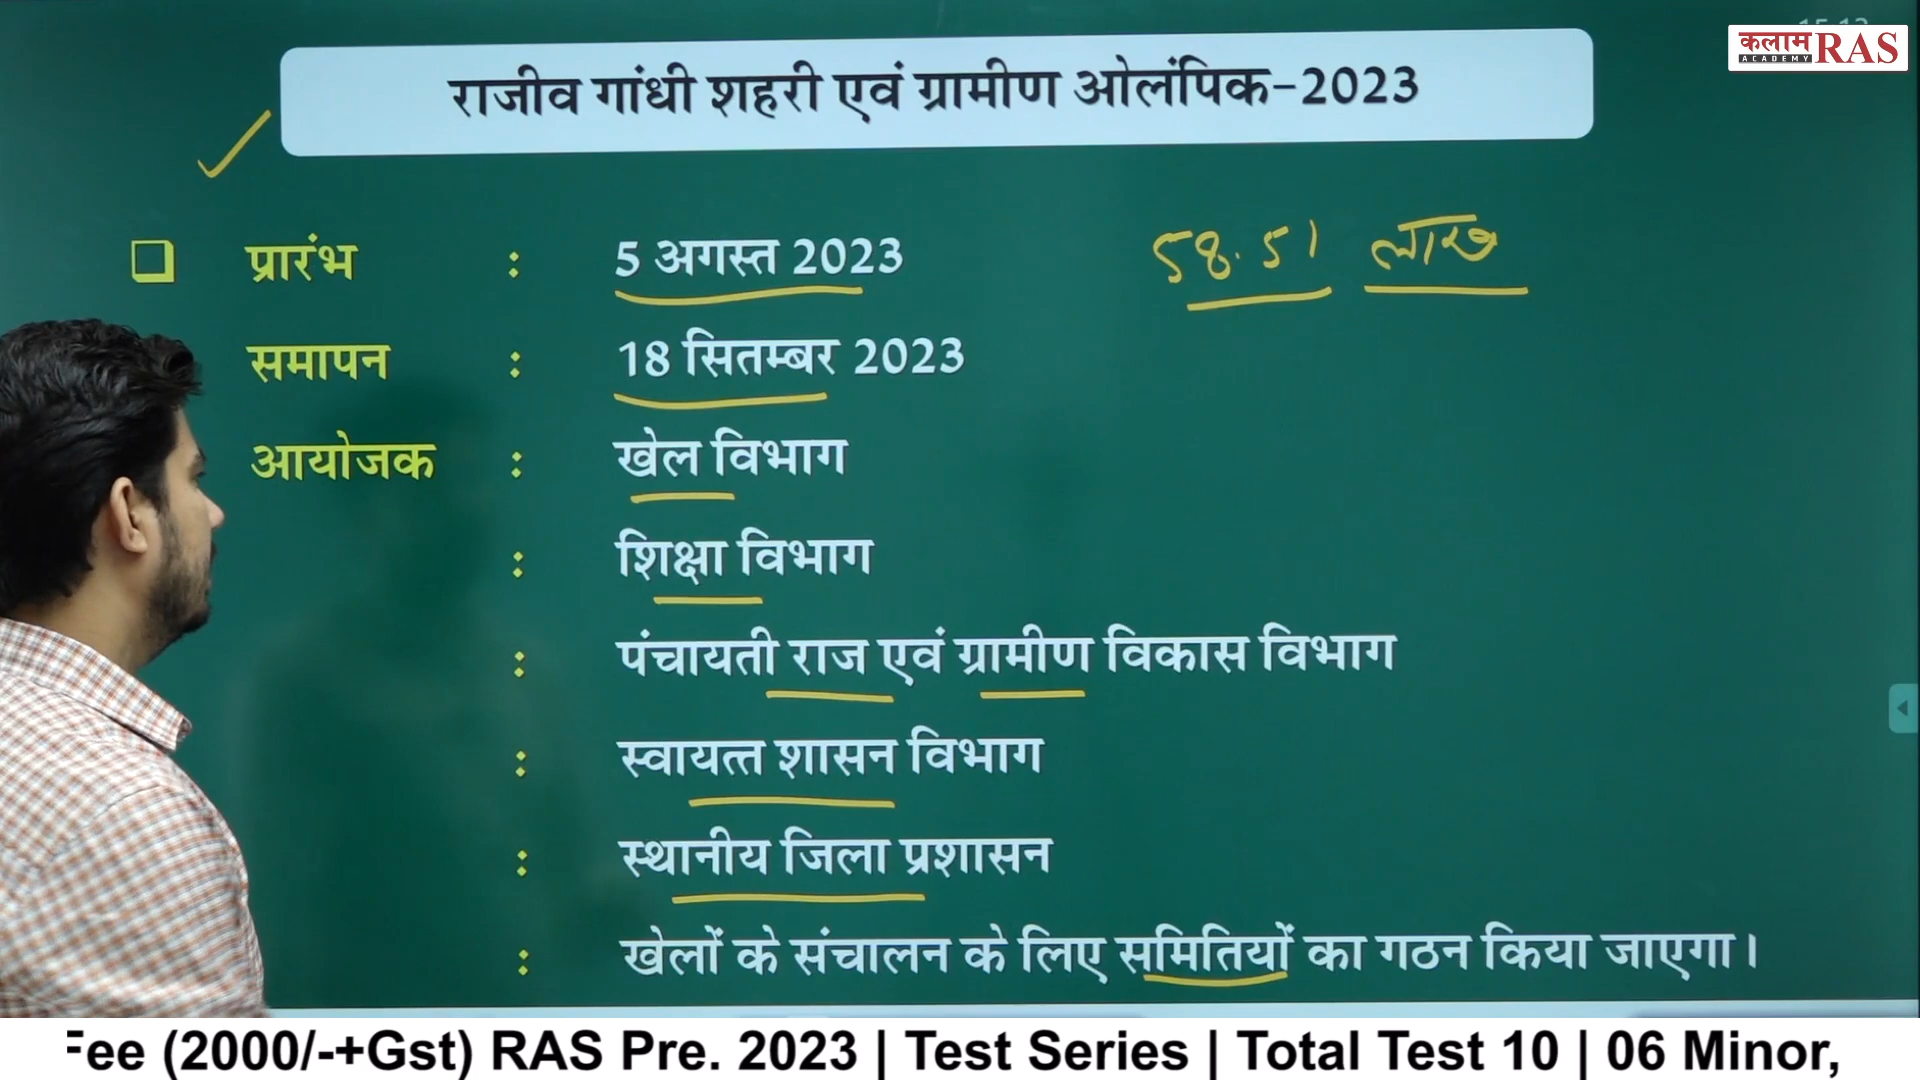 कलाम RAS
ACADEMY
राजीव गांधी शहरी एवं ग्रामीण ओलंपिक-2023
प्रारंभ : 5 अगस्त 2023 58.51 लाख
समापन : 18 सितम्बर 2023
आयोजक : खेल विभाग
: शिक्षा विभाग
: पंचायती राज एवं ग्रामीण विकास विभाग
: स्वायत्त शासन विभाग
: स्थानीय जिला प्रशासन
: खेलों के संचालन के लिए समितियों का गठन किया जाएगा।
Fee (2000/-+Gst) RAS Pre. 2023 | Test Series | Total Test 10 | 06 Minor,